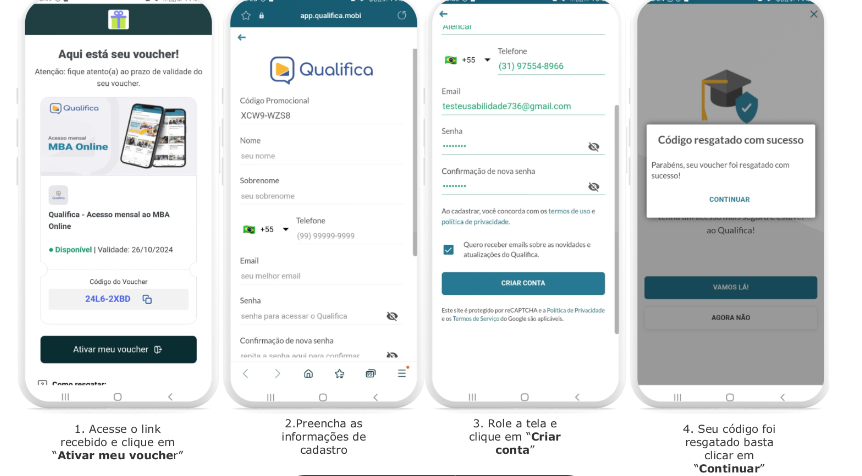 Aqui está seu voucher!
Atenção: fique atento(a) ao prazo de validade do
seu voucher.
Qualifica
Acesso mensal
MBA Online
Qualifica - Acesso mensal ao MBA
Online
Disponível | Validade: 26/10/2024
Código do Voucher
24L6-2XBD
Ativar meu voucher
Como resgatar:
1. Acesse o link
recebido e clique em
“Ativar meu voucher”
app.qualifica.mobi
Qualifica
Código Promocional
XCW9-WZS8
Nome
seu nome
Sobrenome
seu sobrenome
Telefone
+55 (99) 99999-9999
Email
seu melhor email
Senha
senha para acessar o Qualifica
Confirmação de nova senha
repita a senha aqui para confirmar
2.Preencha as
informações de
cadastro
Alencar
Telefone
+55 (31) 97554-8966
Email
testeusabilidade736@gmail.com
Senha
Confirmação de nova senha
Ao cadastrar, você concorda com os termos de uso e
política de privacidade.
Quero receber emails sobre as novidades e
atualizações do Qualifica.
CRIAR CONTA
Este site é protegido por reCAPTCHA e a Política de Privacidade
e os Termos de Serviço do Google são aplicáveis.
3. Role a tela e
clique em “Criar
conta”
Código resgatado com sucesso
Parabéns, seu voucher foi resgatado com
sucesso!
CONTINUAR
ao Qualifica!
VAMOS LÁ!
AGORA NÃO
4. Seu código foi
resgatado basta
clicar em
“Continuar”